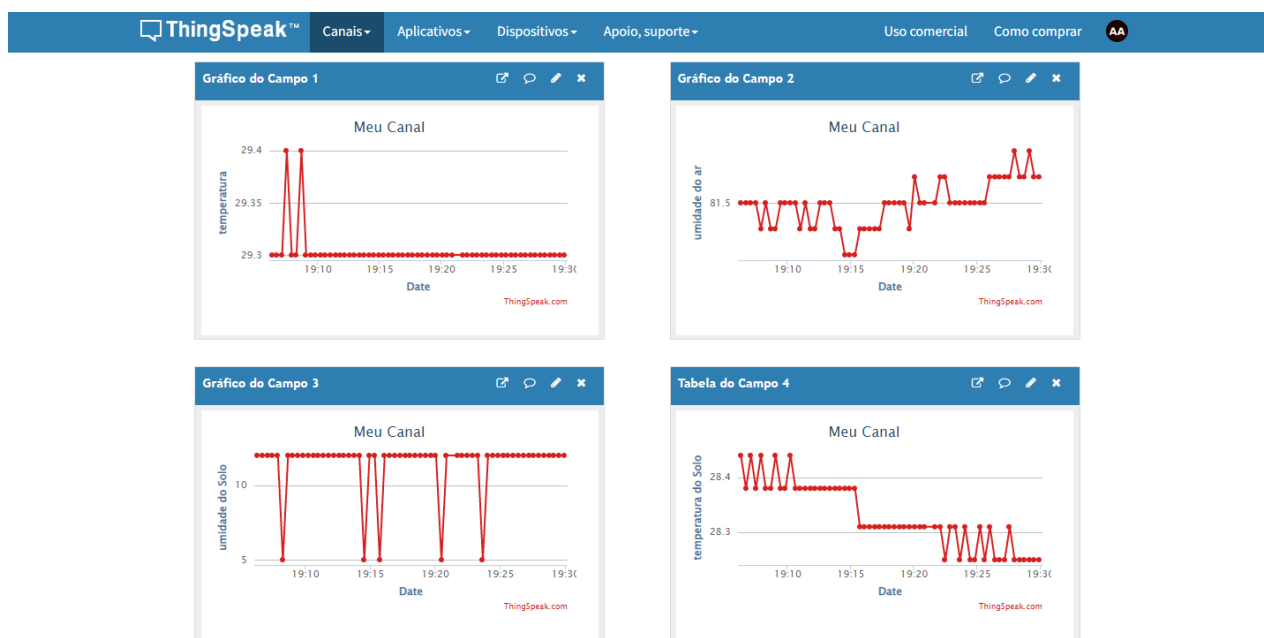 ThingSpeak™ Canais Aplicativos Dispositivos Apoio, suporte Uso comercial Como comprar AA
Gráfico do Campo 1
Meu Canal
temperatura
29.4
29.35
29.3
19:10 19:15 19:20 19:25 19:3(
Date
ThingSpeak.com
Gráfico do Campo 2
Meu Canal
umidade do ar
81.5
19:10 19:15 19:20 19:25 19:3(
Date
ThingSpeak.com
Gráfico do Campo 3
Meu Canal
umidade do Solo
10
5
19:10 19:15 19:20 19:25 19:3(
Date
ThingSpeak.com
Tabela do Campo 4
Meu Canal
temperatura do Solo
28.4
28.3
19:10 19:15 19:20 19:25 19:3(
Date
ThingSpeak.com